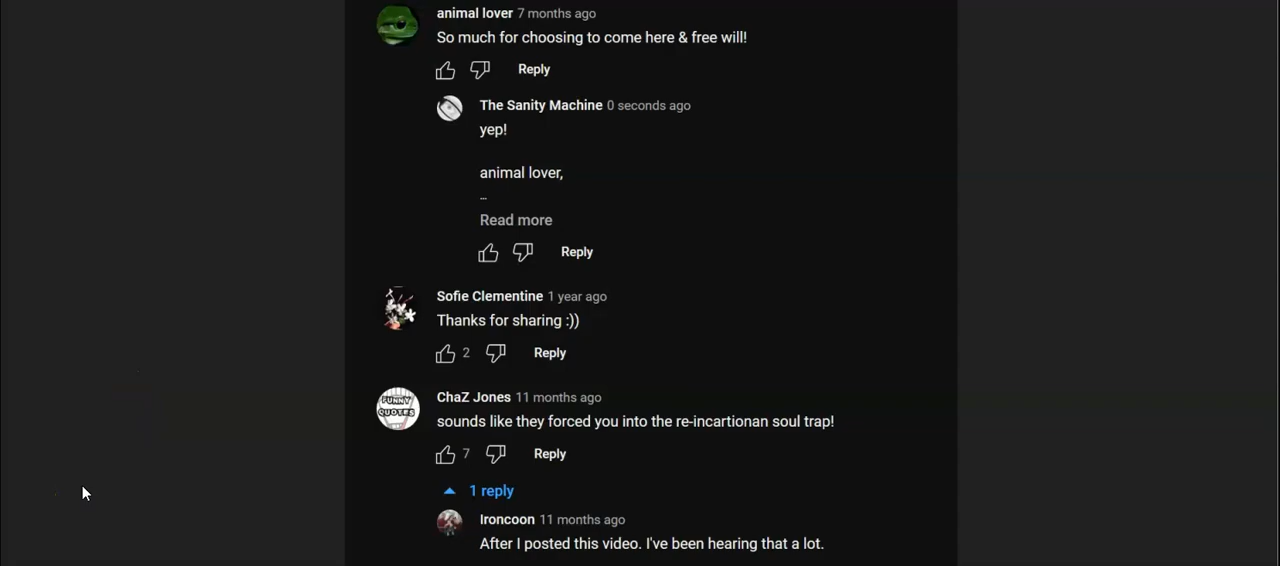 animal lover 7 months ago
So much for choosing to come here & free will!
Reply
The Sanity Machine 0 seconds ago
yep!
animal lover,
...
Read more
Reply
Sofie Clementine 1 year ago
Thanks for sharing :))
2 Reply
FUNNY
QUOTES
ChaZ Jones 11 months ago
sounds like they forced you into the re-incartionan soul trap!
7 Reply
1 reply
Ironcoon 11 months ago
After I posted this video. I've been hearing that a lot.